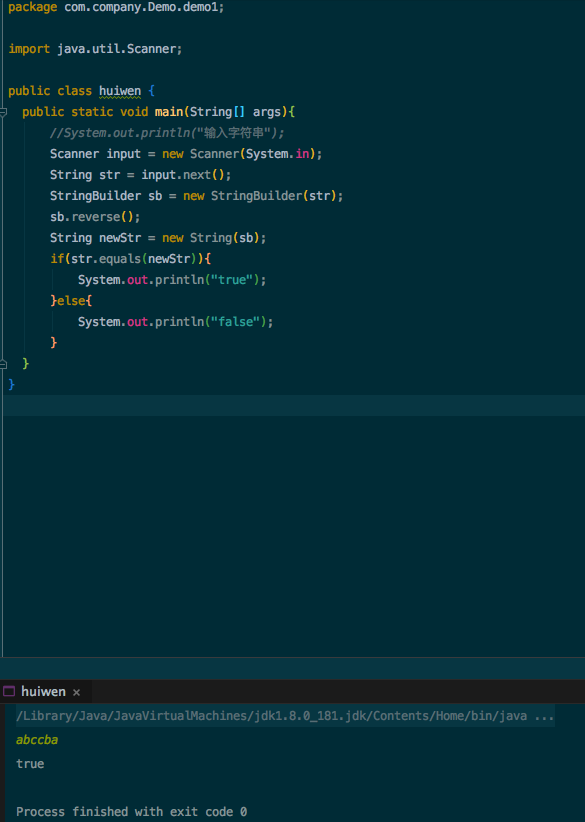 package com.company.Demo.demo1;
import java.util.Scanner;
public class huiwen {
public static void main(String[] args){
//System.out.println("输入字符串");
Scanner input = new Scanner(System.in);
String str = input.next();
StringBuilder sb = new StringBuilder(str);
sb.reverse();
String newStr = new String(sb);
if(str.equals(newStr)){
System.out.println("true");
}else{
System.out.println("false");
}
}
}
huiwen ×
/Library/Java/JavaVirtualMachines/jdk1.8.0_181.jdk/Contents/Home/bin/java ...
abccba
true
Process finished with exit code 0